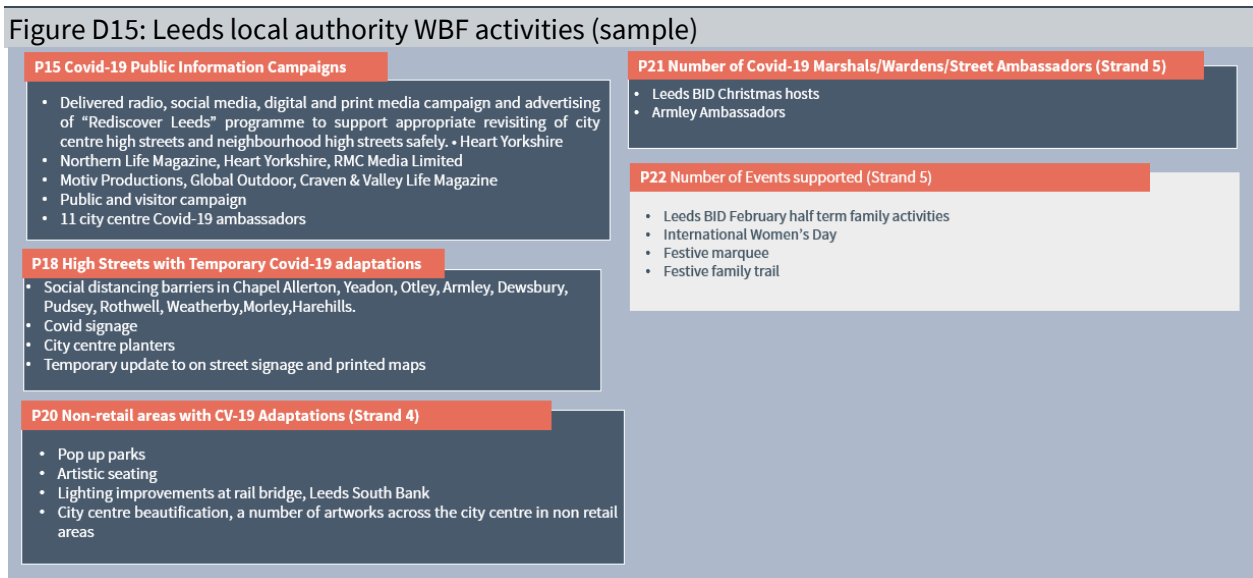 Figure D15: Leeds local authority WBF activities (sample)
P15 Covid-19 Public Information Campaigns
• Delivered radio, social media, digital and print media campaign and advertising
of “Rediscover Leeds” programme to support appropriate revisiting of city
centre high streets and neighbourhood high streets safely. • Heart Yorkshire
• Northern Life Magazine, Heart Yorkshire, RMC Media Limited
• Motiv Productions, Global Outdoor, Craven & Valley Life Magazine
• Public and visitor campaign
• 11 city centre Covid-19 ambassadors
P18 High Streets with Temporary Covid-19 adaptations
• Social distancing barriers in Chapel Allerton, Yeadon, Otley, Armley, Dewsbury,
Pudsey, Rothwell, Weatherby,Morley,Harehills.
• Covid signage
• City centre planters
• Temporary update to on street signage and printed maps
P20 Non-retail areas with CV-19 Adaptations (Strand 4)
• Pop up parks
• Artistic seating
• Lighting improvements at rail bridge, Leeds South Bank
• City centre beautification, a number of artworks across the city centre in non retail
areas
P21 Number of Covid-19 Marshals/Wardens/Street Ambassadors (Strand 5)
• Leeds BID Christmas hosts
• Armley Ambassadors
P22 Number of Events supported (Strand 5)
• Leeds BID February half term family activities
• International Women’s Day
• Festive marquee
• Festive family trail